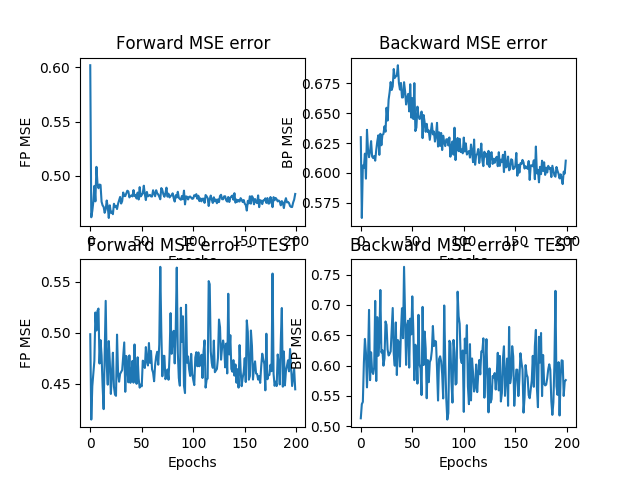 Forward MSE error
Backward MSE error
FP MSE
0.60
0.55
0.50
0 50 100 150 200
BP MSE
0.675
0.650
0.625
0.600
0.575
0 50 100 150 200
Epochs
Epochs
Forward MSE error - TEST
Backward MSE error - TEST
FP MSE
0.55
0.50
0.45
0 50 100 150 200
Epochs
BP MSE
0.75
0.70
0.65
0.60
0.55
0.50
0 50 100 150 200
Epochs